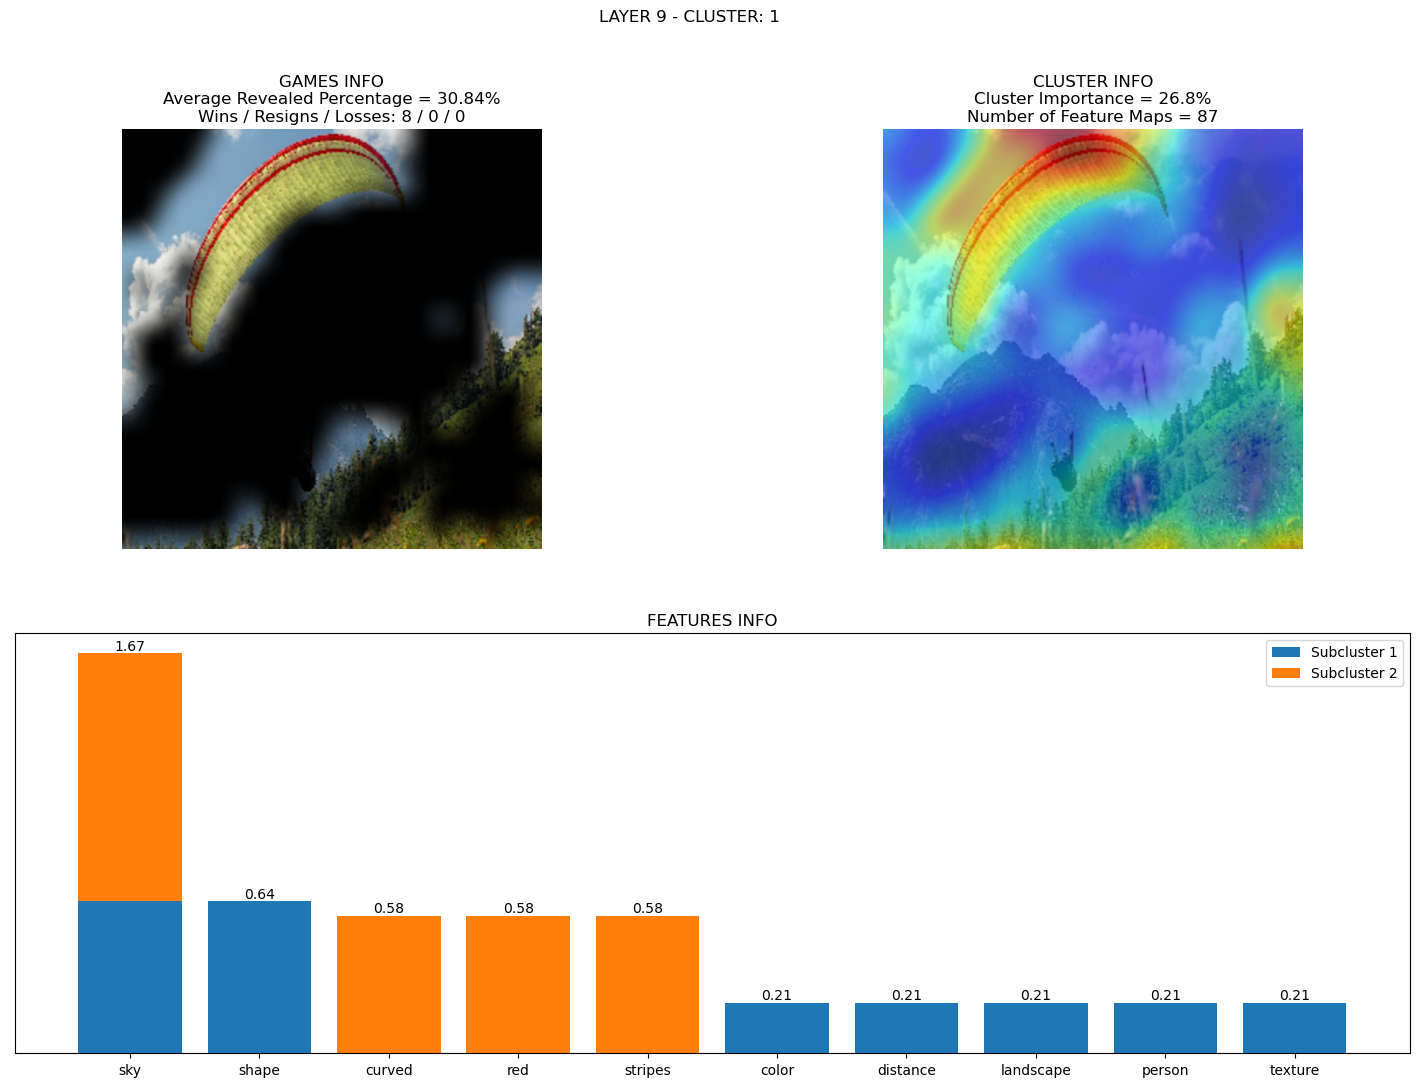 LAYER 9 - CLUSTER: 1
GAMES INFO
Average Revealed Percentage = 30.84%
Wins / Resigns / Losses: 8 / 0 / 0
CLUSTER INFO
Cluster Importance = 26.8%
Number of Feature Maps = 87
FEATURES INFO
Subcluster 1
Subcluster 2
1.67
0.64
0.58
0.58
0.58
0.21
0.21
0.21
0.21
0.21
sky
shape
curved
red
stripes
color
distance
landscape
person
texture